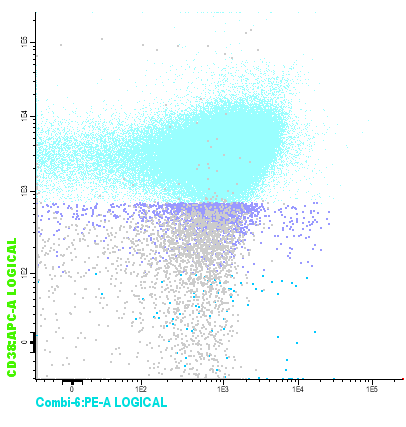 1E5
1E4
1E3
1E2
0
CD38:APC-A LOGICAL
0
1E2
1E3
1E4
1E5
Combi-6:PE-A LOGICAL